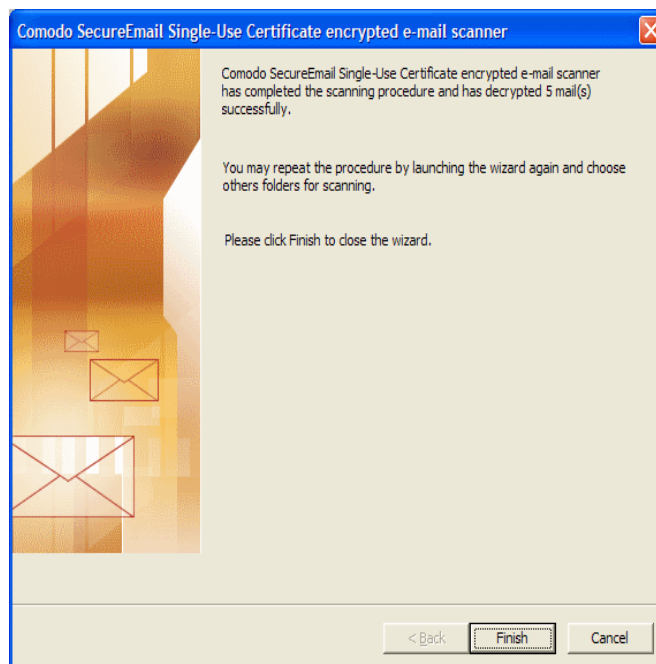 Comodo SecureEmail Single-Use Certificate encrypted e-mail scanner
Comodo SecureEmail Single-Use Certificate encrypted e-mail scanner
has completed the scanning procedure and has decrypted 5 mail(s)
successfully.
You may repeat the procedure by launching the wizard again and choose
others folders for scanning.
Please click Finish to close the wizard.
< Back
Finish
Cancel